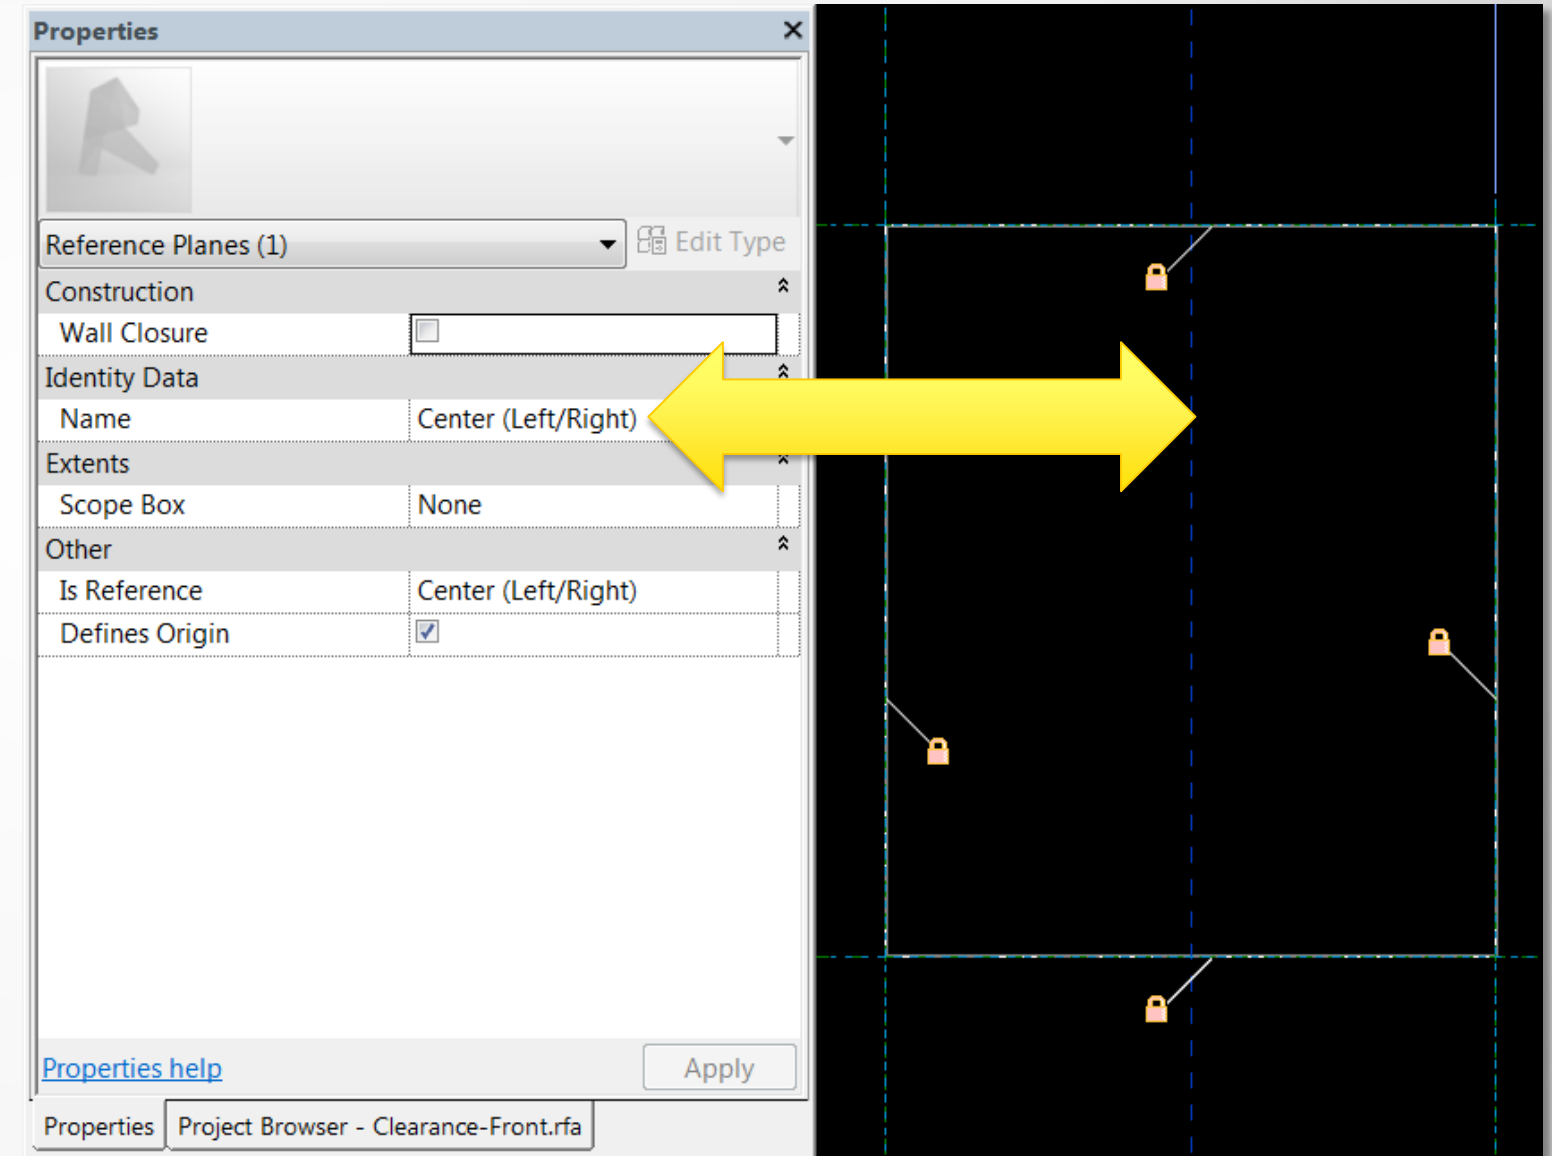 Properties
Reference Planes (1)
Edit Type
Construction
Wall Closure
Identity Data
Name Center (Left/Right)
Extents
Scope Box None
Other
Is Reference Center (Left/Right)
Defines Origin
Properties help
Apply
Properties
Project Browser - Clearance-Front.rfa